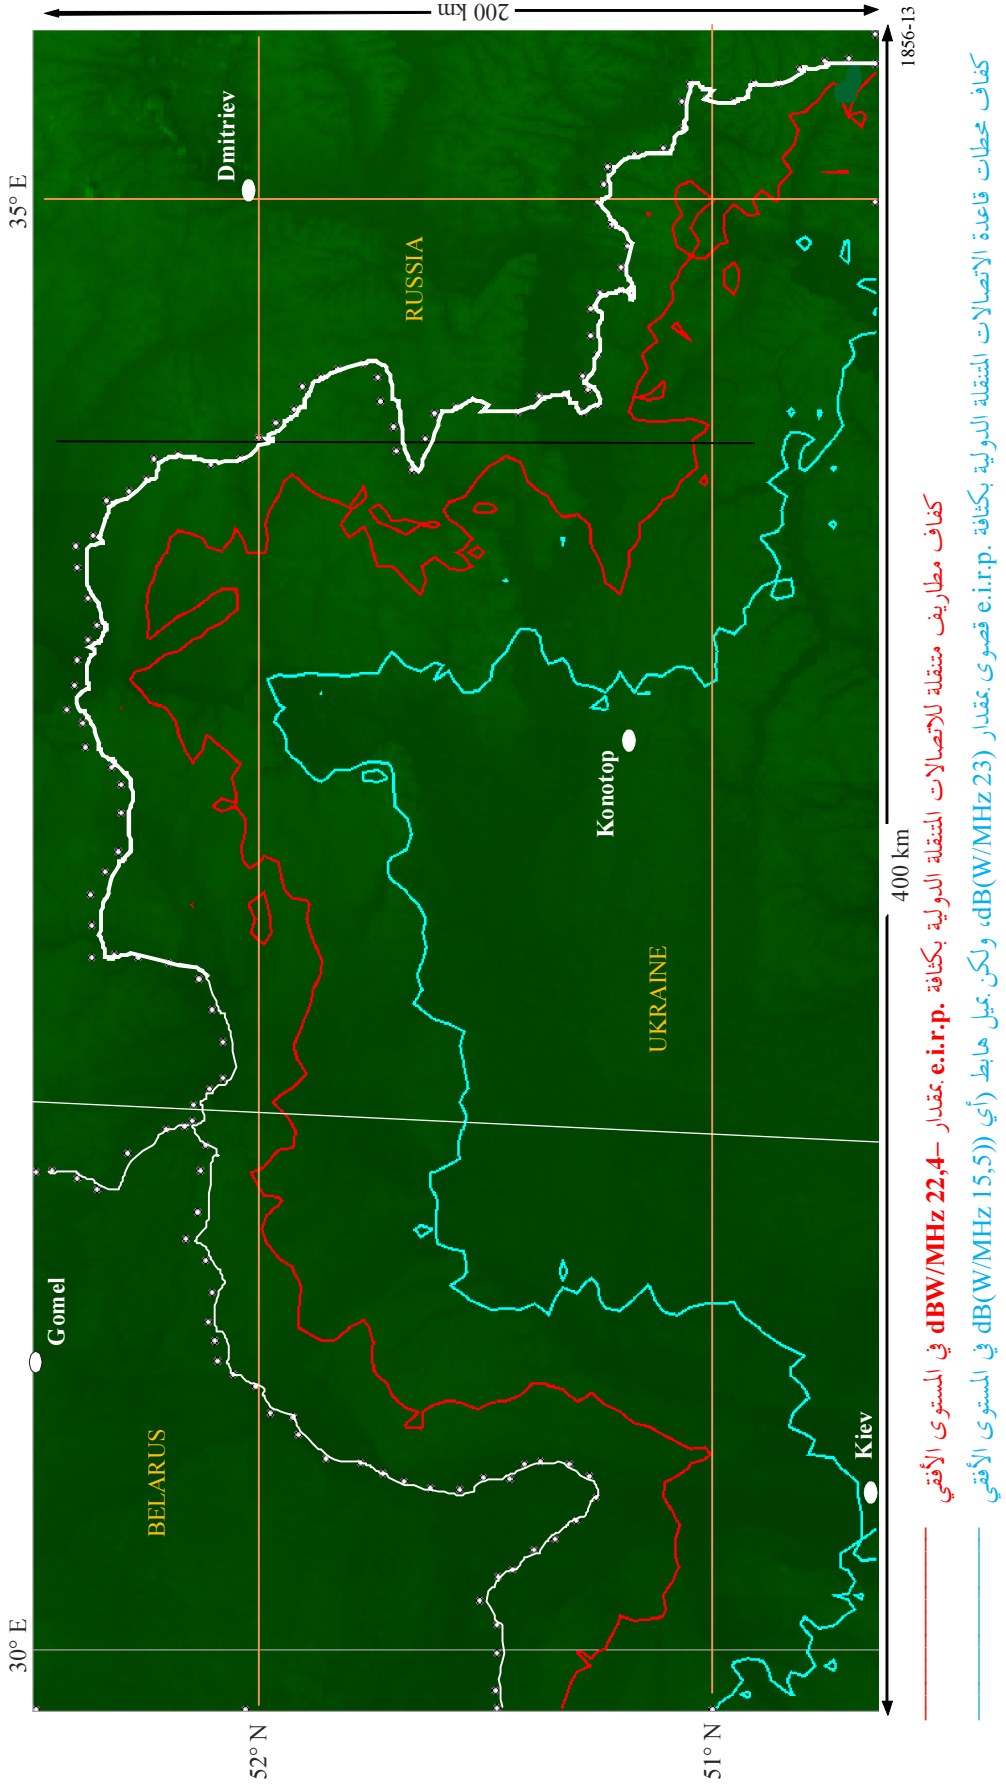 30° E
35° E
52° N
51° N
Gomel
Dmitriev
BELARUS
RUSSIA
UKRAINE
Konotop
Kiev
200 km
400 km
1856-13
كفاف مطاريف متنقلة للاتصالات المتنقلة الدولية بكثافة e.i.r.p. بمقدار dBW/MHz 22,4– في المستوى الأفقي
كفاف محطات قاعدة الاتصالات المتنقلة الدولية بكثافة e.i.r.p. قصوى بمقدار dB(W/MHz 23)، ولكن بميل هابط (أي dB(W/MHz 15,5)) في المستوى الأفقي